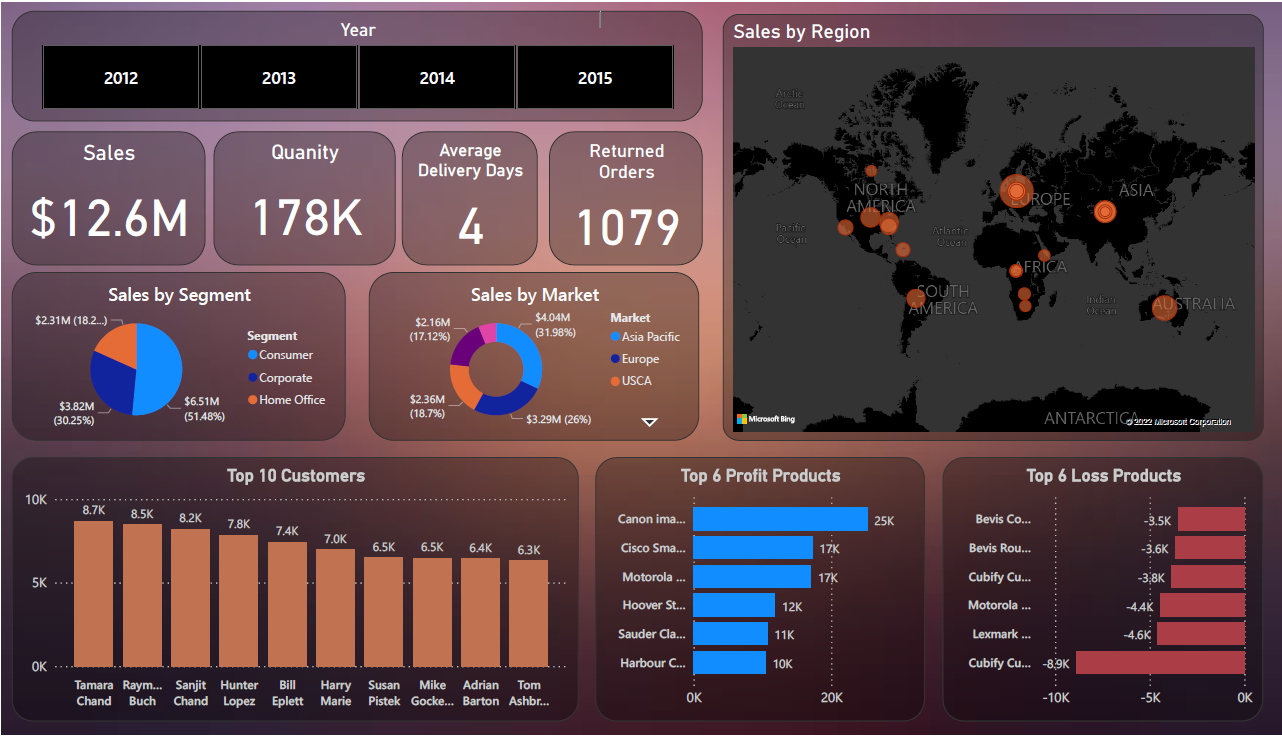 Year
2012 2013 2014 2015
Sales
$12.6M
Quanity
178K
Average
Delivery Days
4
Returned
Orders
1079
Sales by Region
Arctic
Ocean
NORTH
AMERICA
EUROPE
ASIA
Pacific
Ocean
Atlantic
Ocean
AFRICA
SOUTH
AMERICA
Indian
Ocean
AUSTRALIA
ANTARCTICA
Microsoft Bing
© 2022 Microsoft Corporation
Sales by Segment
$2.31M (18.2...)
$3.82M
(30.25%)
$6.51M
(51.48%)
Segment
Consumer
Corporate
Home Office
Sales by Market
$2.16M
(17.12%)
$4.04M
(31.98%)
$2.36M
(18.7%)
$3.29M (26%)
Market
Asia Pacific
Europe
USCA
Top 10 Customers
10K
5K
0K
8.7K 8.5K 8.2K 7.8K 7.4K 7.0K 6.5K 6.5K 6.4K 6.3K
Tamara Raym... Sanjit Hunter Bill Harry Susan Mike Adrian Tom
Chand Buch Chand Lopez Eplett Marie Pistek Gocke... Barton Ashbr...
Top 6 Profit Products
Canon ima... 25K
Cisco Sma... 17K
Motorola ... 17K
Hoover St... 12K
Sauder Cla... 11K
Harbour C... 10K
0K 20K
Top 6 Loss Products
Bevis Co... -3.5K
Bevis Rou... -3.6K
Cubify Cu... -3.8K
Motorola ... -4.4K
Lexmark ... -4.6K
Cubify Cu... -8.9K
-10K -5K 0K